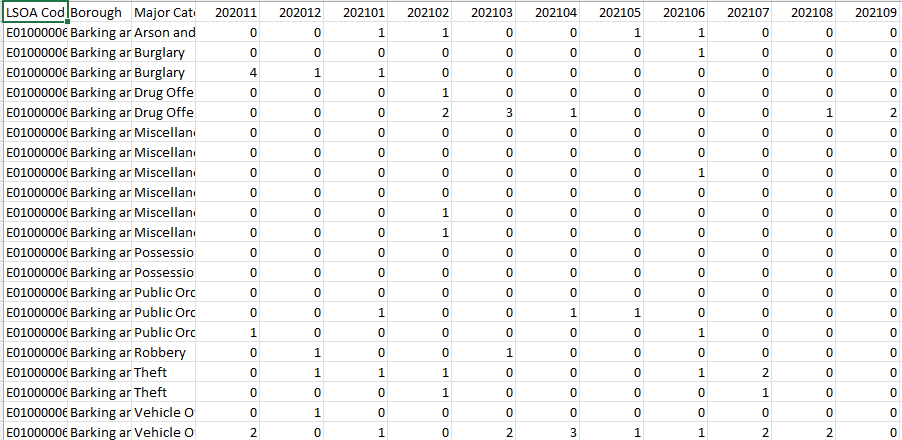 LSOA Cod Borough Major Cat 202011 202012 202101 202102 202103 202104 202105 202106 202107 202108 202109
E01000006 Barking ar Arson and 0 0 1 1 0 0 1 1 0 0 0
E01000006 Barking ar Burglary 0 0 0 0 0 0 0 1 0 0 0
E01000006 Barking ar Burglary 4 1 1 0 0 0 0 0 0 0 0
E01000006 Barking ar Drug Offe 0 0 0 1 0 0 0 0 0 0 0
E01000006 Barking ar Drug Offe 0 0 0 2 3 1 0 0 0 1 2
E01000006 Barking ar Miscellan 0 0 0 0 0 0 0 0 0 0 0
E01000006 Barking ar Miscellan 0 0 0 0 0 0 0 0 0 0 0
E01000006 Barking ar Miscellan 0 0 0 0 0 0 0 1 0 0 0
E01000006 Barking ar Miscellan 0 0 0 0 0 0 0 0 0 0 0
E01000006 Barking ar Miscellan 0 0 0 1 0 0 0 0 0 0 0
E01000006 Barking ar Miscellan 0 0 0 1 0 0 0 0 0 0 0
E01000006 Barking ar Possessio 0 0 0 0 0 0 0 0 0 0 0
E01000006 Barking ar Possessio 0 0 0 0 0 0 0 0 0 0 0
E01000006 Barking ar Public Orc 0 0 0 0 0 0 0 0 0 0 0
E01000006 Barking ar Public Orc 0 0 1 0 0 1 1 0 0 0 0
E01000006 Barking ar Public Orc 1 0 0 0 0 0 0 1 0 0 0
E01000006 Barking ar Robbery 0 1 0 0 1 0 0 0 0 0 0
E01000006 Barking ar Theft 0 1 1 1 0 0 0 1 2 0 0
E01000006 Barking ar Theft 0 0 0 1 0 0 0 0 1 0 0
E01000006 Barking ar Vehicle O 0 1 0 0 0 0 0 0 0 0 0
E01000006 Barking ar Vehicle O 2 0 1 0 2 3 1 1 2 2 0